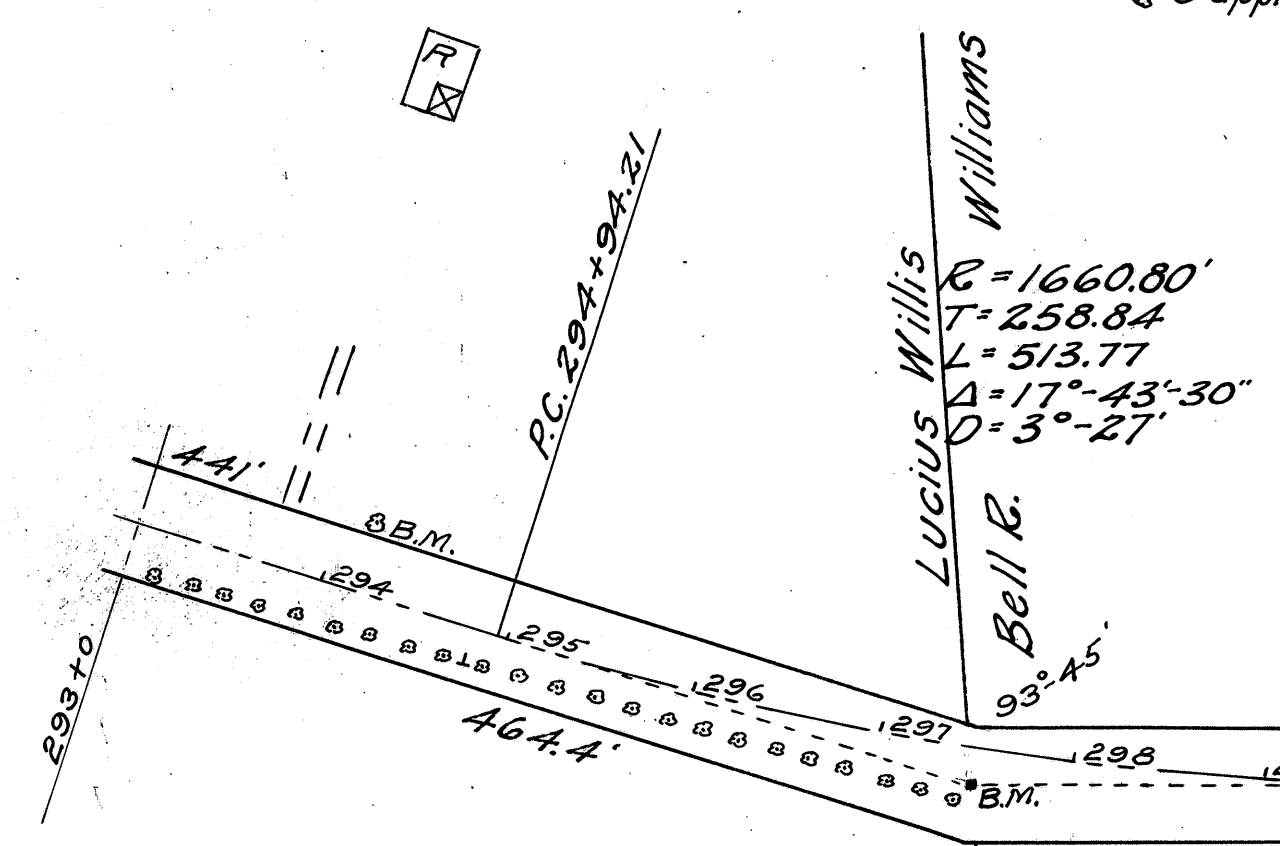 R
P.C. 294+94.21
Lucius Willis
Bell R. Williams
R = 1660.80'
T = 258.84
L = 513.77
Δ = 17°-43'-30"
D = 3°-27'
441'
B.M.
294
295
296
297
298
293+0
464.4'
93°-45'
B.M.